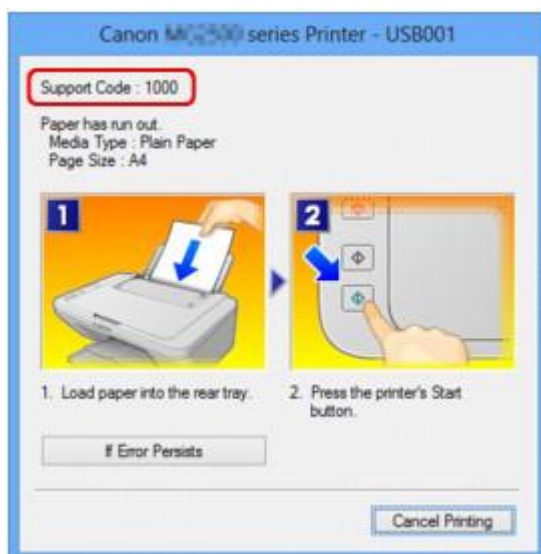 Canon series Printer - USB001
Support Code : 1000
Paper has run out.
Media Type : Plain Paper
Page Size : A4
1
2
1. Load paper into the rear tray.
2. Press the printer's Start
button.
If Error Persists
Cancel Printing